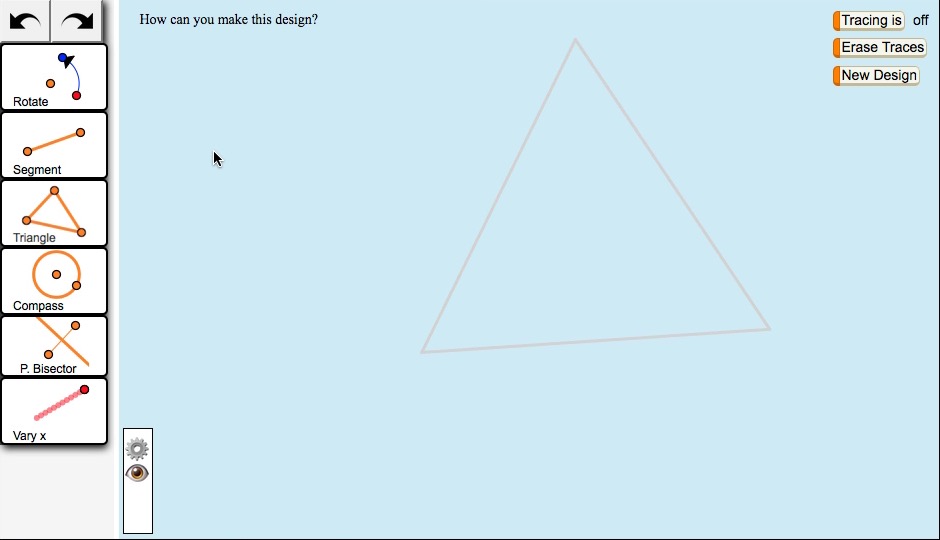 How can you make this design?
Tracing is off
Erase Traces
New Design
Rotate
Segment
Triangle
Compass
P. Bisector
Vary x